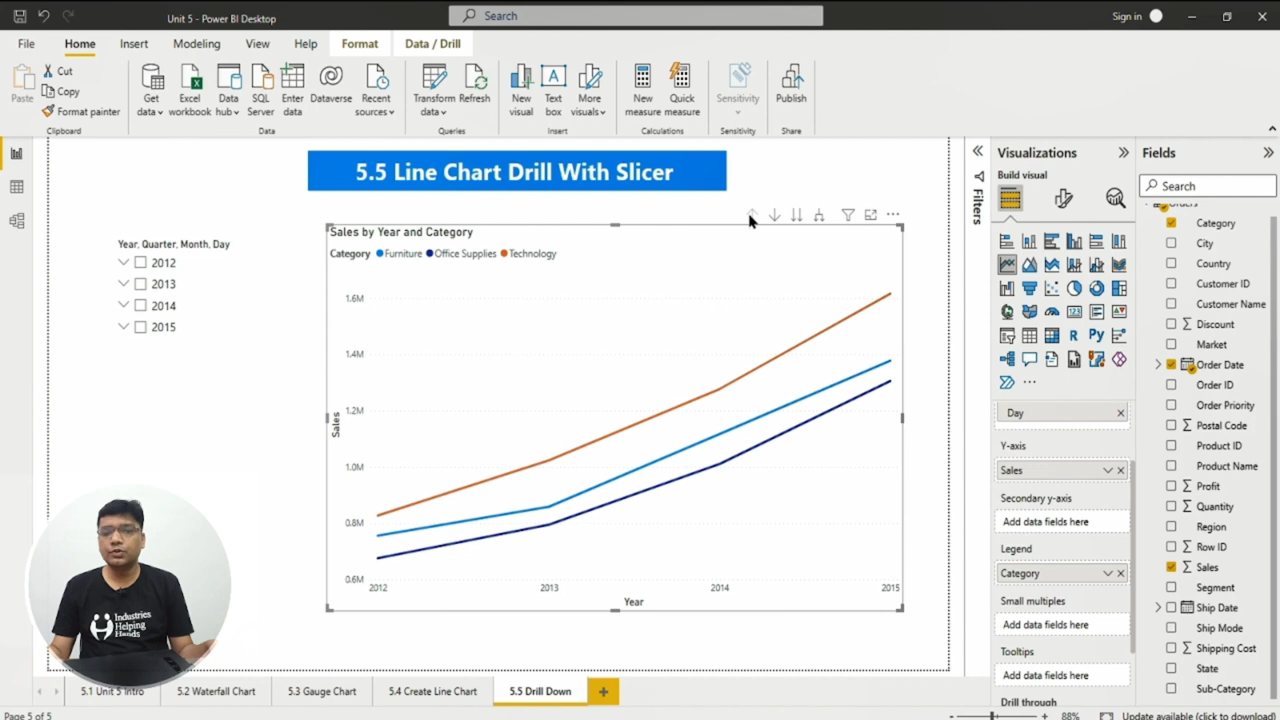 Unit 5 - Power BI Desktop
Search
Sign in
File
Home
Insert
Modeling
View
Help
Format
Data / Drill
Paste
Cut
Copy
Format painter
Clipboard
Get data
Excel workbook
Data hub
SQL Server
Enter data
Dataverse
Recent sources
Data
Transform data
Refresh
Queries
New visual
Text box
More visuals
Insert
New measure
Quick measure
Calculations
Sensitivity
Sensitivity
Publish
Share
5.5 Line Chart Drill With Slicer
Year, Quarter, Month, Day
2012
2013
2014
2015
Sales by Year and Category
Category Furniture Office Supplies Technology
1.6M
1.4M
1.2M
1.0M
0.8M
0.6M
Sales
2012 2013 2014 2015
Year
Industries
Helping
Hands
5.1 Unit 5 Intro
5.2 Waterfall Chart
5.3 Gauge Chart
5.4 Create Line Chart
5.5 Drill Down
Page 5 of 5
88%
Update available (click to download)
Filters
Visualizations
Build visual
R
Py
Day
Y-axis
Sales
Secondary y-axis
Add data fields here
Legend
Category
Small multiples
Add data fields here
Tooltips
Add data fields here
Drill through
Fields
Search
Orders
Category
City
Country
Customer ID
Customer Name
Discount
Market
Order Date
Order ID
Order Priority
Postal Code
Product ID
Product Name
Profit
Quantity
Region
Row ID
Sales
Segment
Ship Date
Ship Mode
Shipping Cost
State
Sub-Category